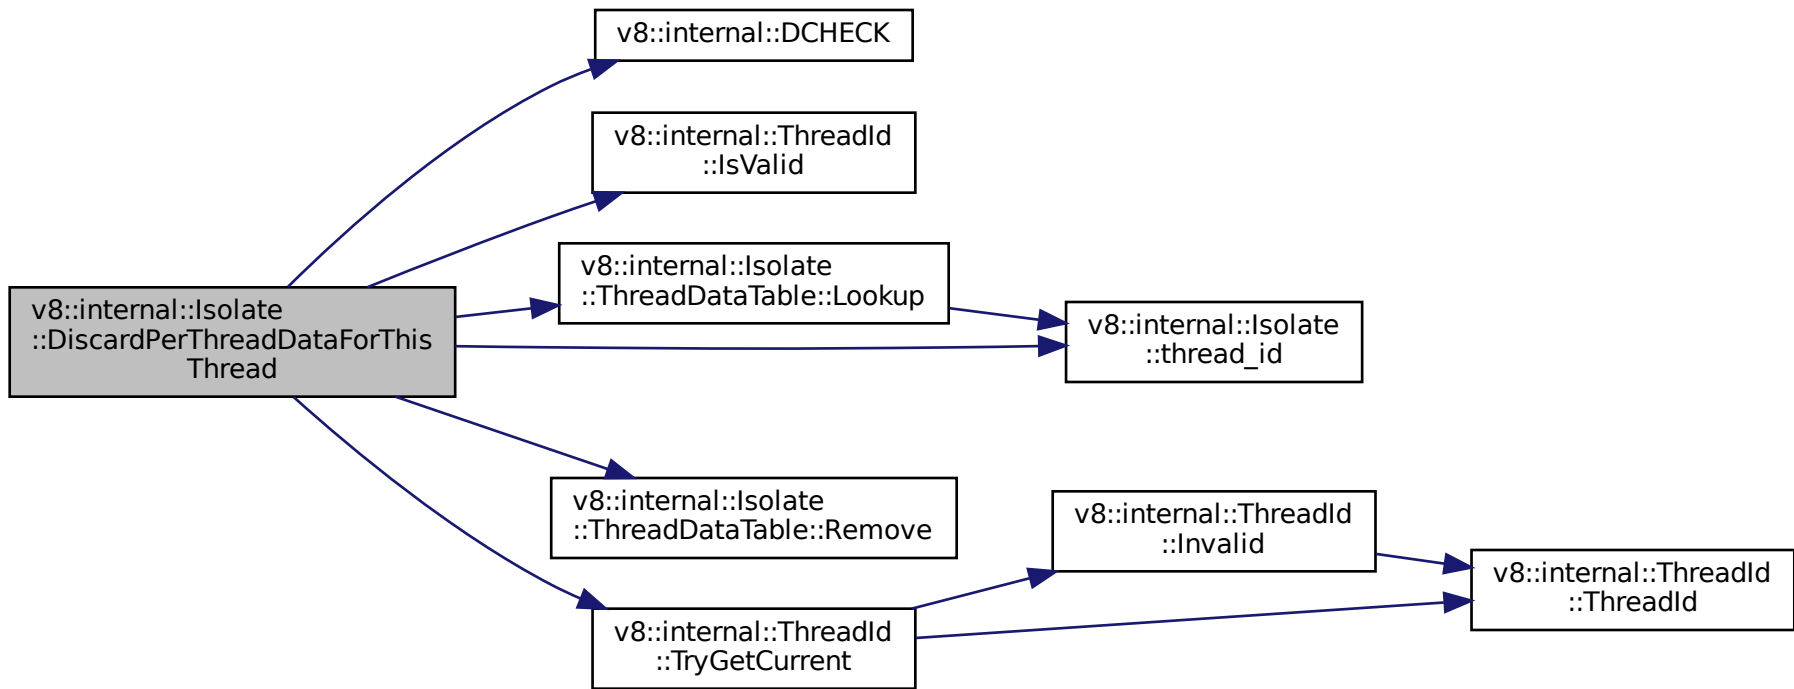 v8::internal::DCHECK
v8::internal::ThreadId
::IsValid
v8::internal::Isolate
::ThreadDataTable::Lookup
v8::internal::Isolate
::DiscardPerThreadDataForThis
Thread
v8::internal::Isolate
::thread_id
v8::internal::Isolate
::ThreadDataTable::Remove
v8::internal::ThreadId
::Invalid
v8::internal::ThreadId
::ThreadId
v8::internal::ThreadId
::TryGetCurrent